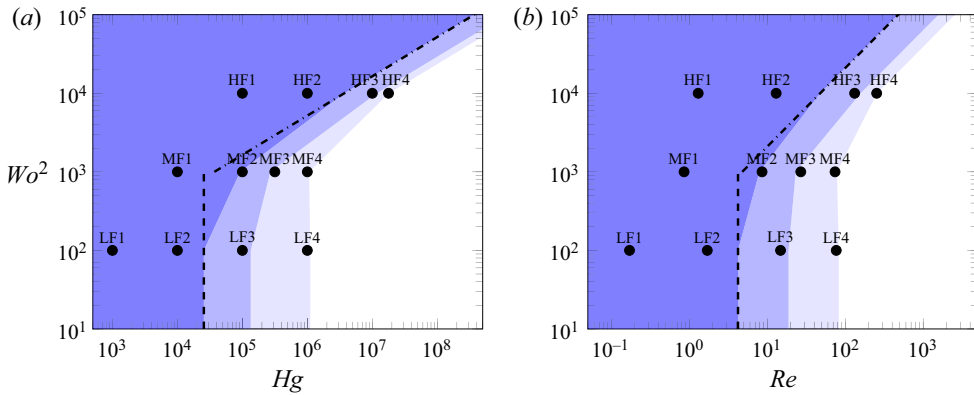 (a) (b)
10^5 10^5
HF1 HF2 HF3 HF4 HF1 HF2 HF3 HF4
10^4 10^4
MF1 MF2 MF3 MF4 MF1 MF2 MF3 MF4
Wo^2 10^3 10^3
LF1 LF2 LF3 LF4 LF1 LF2 LF3 LF4
10^2 10^2
10^1 10^1
10^3 10^4 10^5 10^6 10^7 10^8 10^−1 10^0 10^1 10^2 10^3
Hg Re